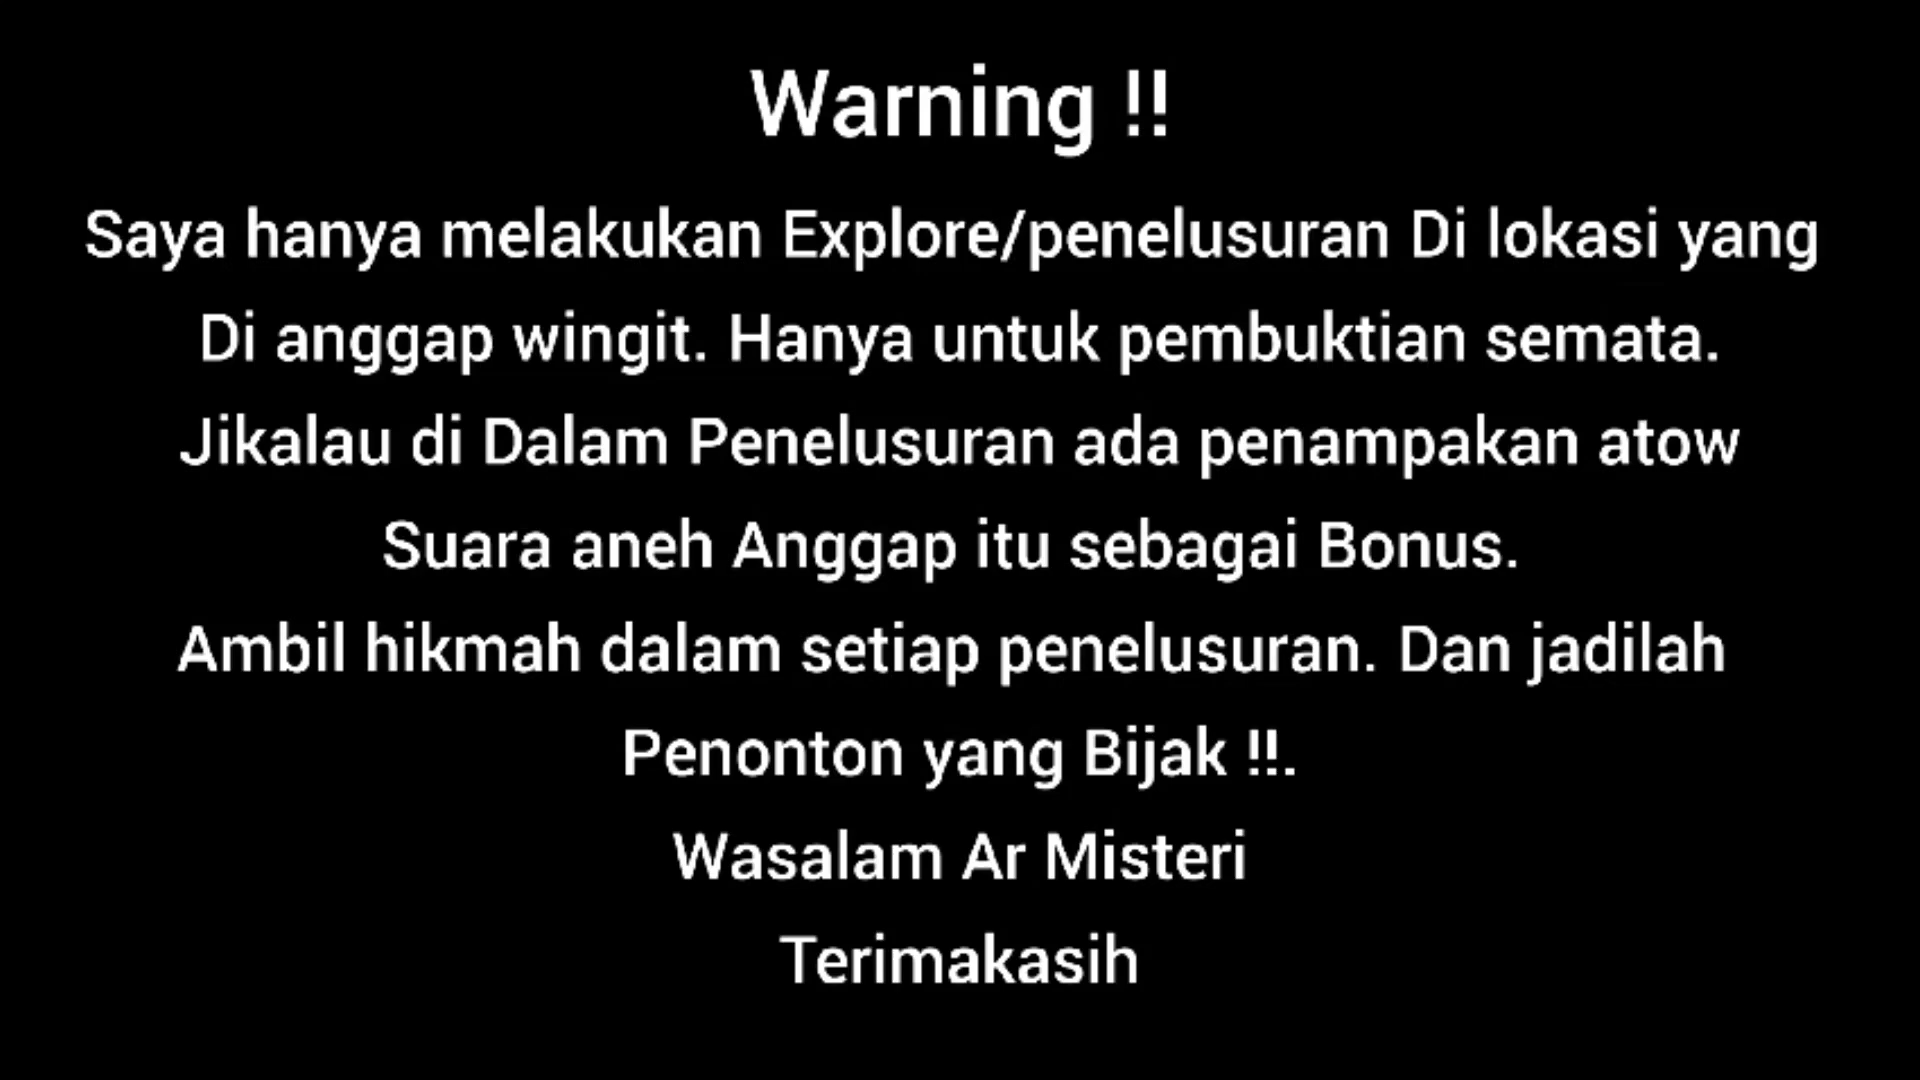 Warning !!
Saya hanya melakukan Explore/penelusuran Di lokasi yang
Di anggap wingit. Hanya untuk pembuktian semata.
Jikalau di Dalam Penelusuran ada penampakan atow
Suara aneh Anggap itu sebagai Bonus.
Ambil hikmah dalam setiap penelusuran. Dan jadilah
Penonton yang Bijak !!.
Wasalam Ar Misteri
Terimakasih